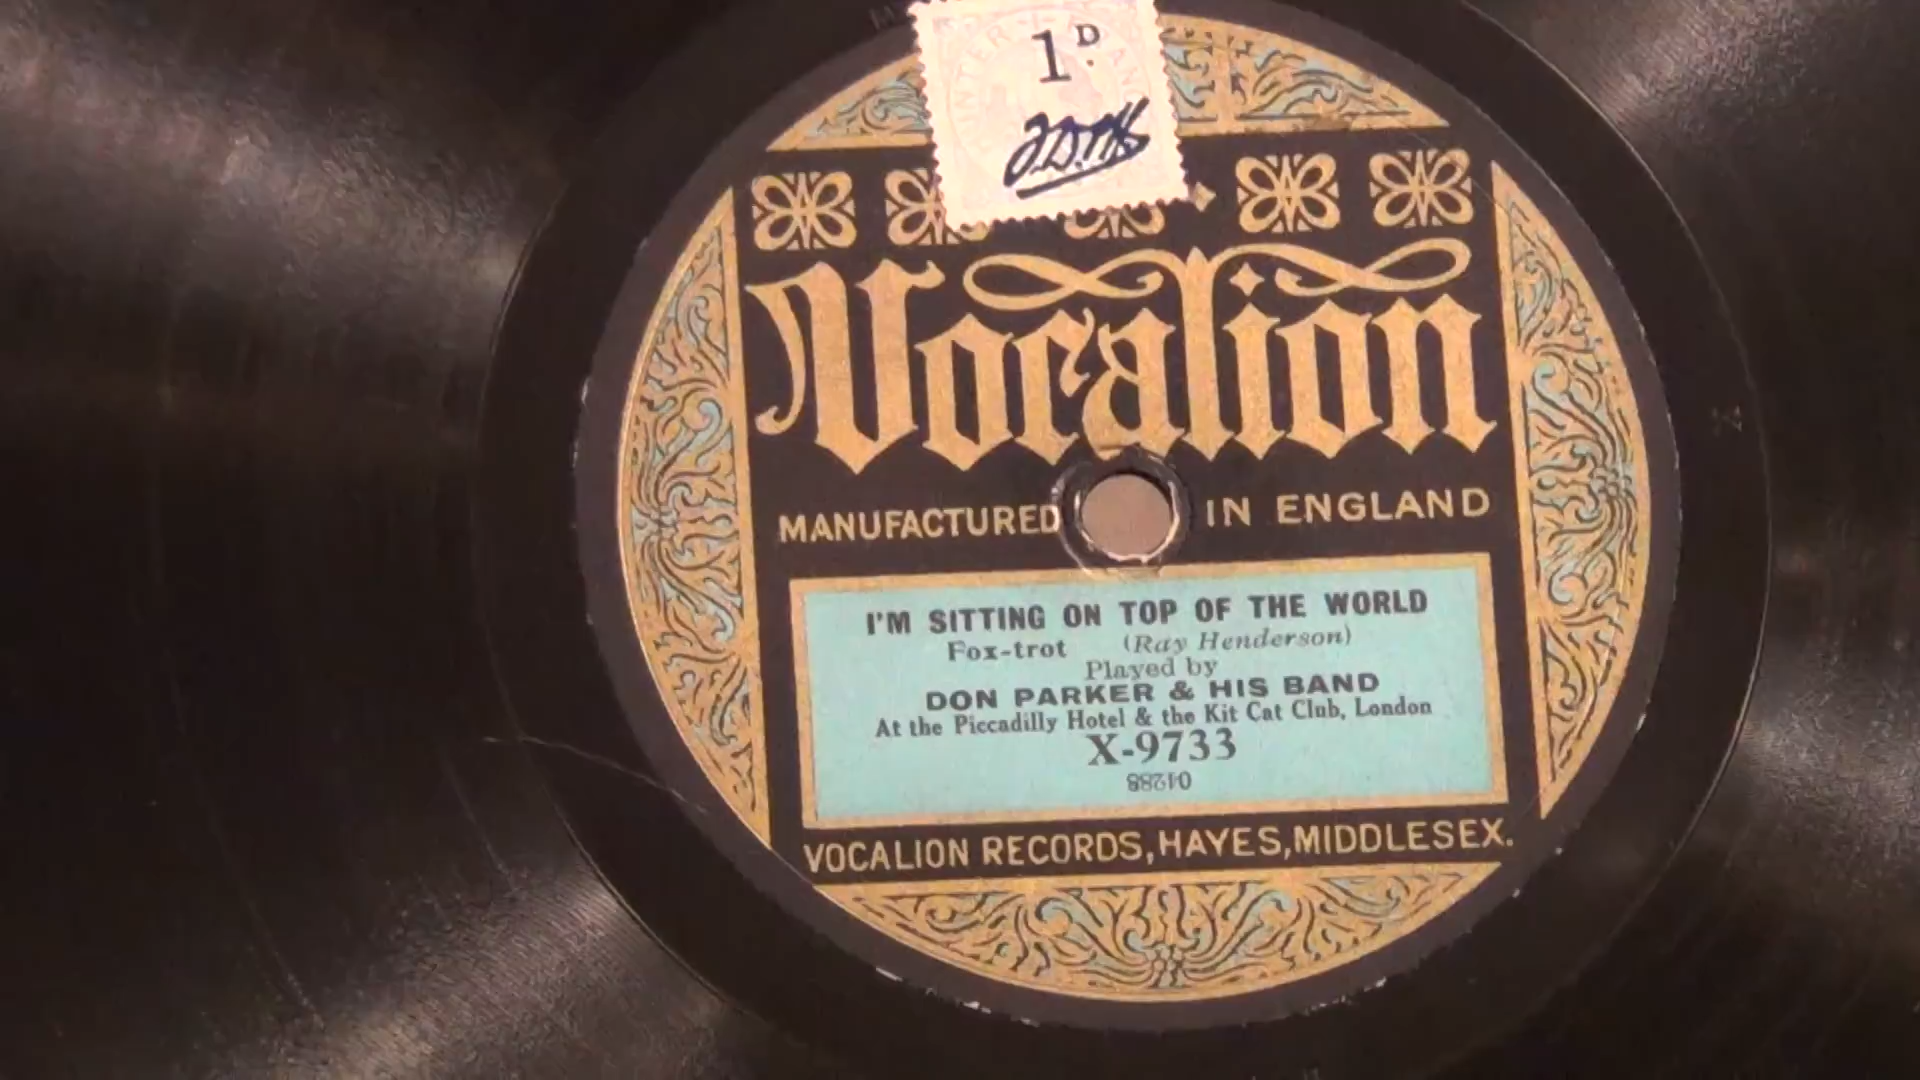 1D.
Vocalion
MANUFACTURED IN ENGLAND
I'M SITTING ON TOP OF THE WORLD
Fox-trot (Ray Henderson)
Played by
DON PARKER & HIS BAND
At the Piccadilly Hotel & the Kit Cat Club, London
X-9733
04288
VOCALION RECORDS, HAYES, MIDDLESEX.